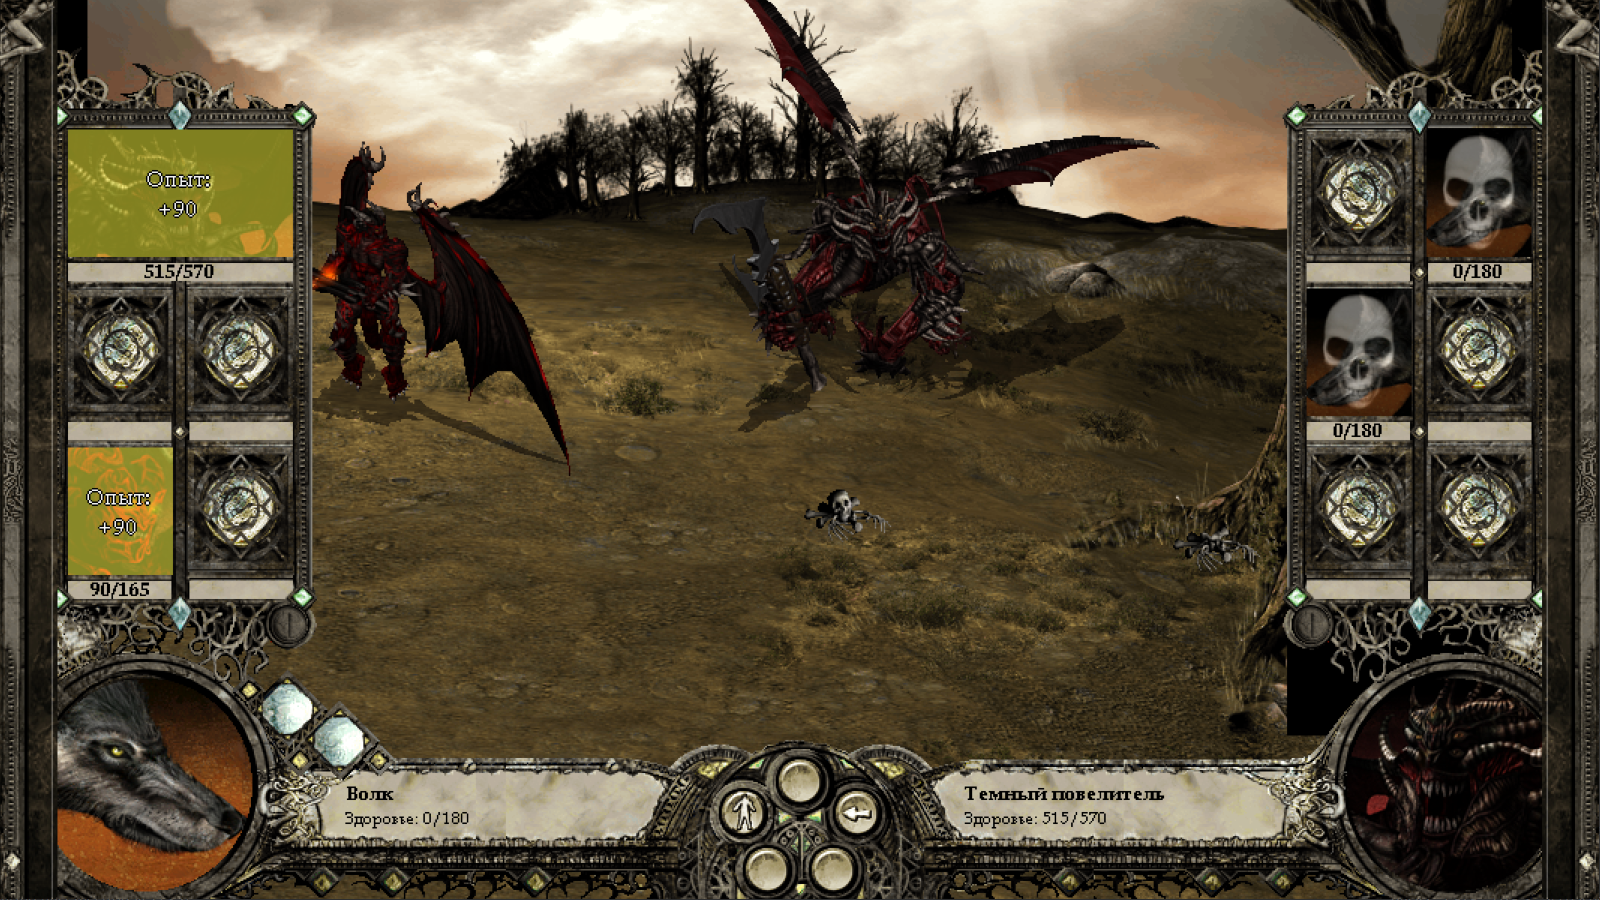 Опыт:
+90
515/570
0/180
0/180
Опыт:
+90
90/165
Волк
Здоровье: 0/180
Темный повелитель
Здоровье: 515/570